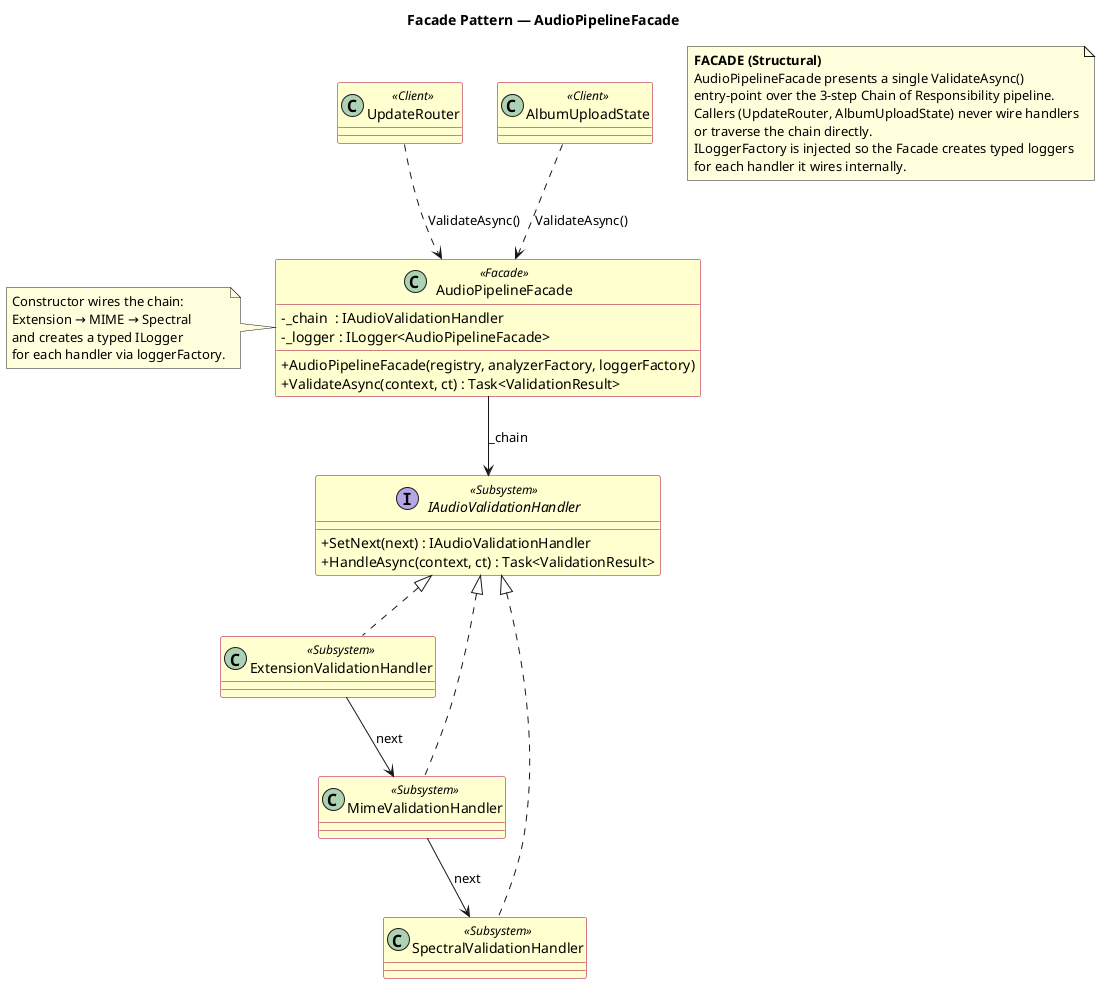 Facade Pattern — AudioPipelineFacade
FACADE (Structural)
AudioPipelineFacade presents a single ValidateAsync()
entry-point over the 3-step Chain of Responsibility pipeline.
Callers (UpdateRouter, AlbumUploadState) never wire handlers
or traverse the chain directly.
ILoggerFactory is injected so the Facade creates typed loggers
for each handler it wires internally.
C
«Client»
UpdateRouter
C
«Client»
AlbumUploadState
ValidateAsync()
ValidateAsync()
Constructor wires the chain:
Extension → MIME → Spectral
and creates a typed ILogger
for each handler via loggerFactory.
C
«Facade»
AudioPipelineFacade
-_chain : IAudioValidationHandler
-_logger : ILogger<AudioPipelineFacade>
+AudioPipelineFacade(registry, analyzerFactory, loggerFactory)
+ValidateAsync(context, ct) : Task<ValidationResult>
_chain
I
«Subsystem»
IAudioValidationHandler
+SetNext(next) : IAudioValidationHandler
+HandleAsync(context, ct) : Task<ValidationResult>
C
«Subsystem»
ExtensionValidationHandler
next
C
«Subsystem»
MimeValidationHandler
next
C
«Subsystem»
SpectralValidationHandler